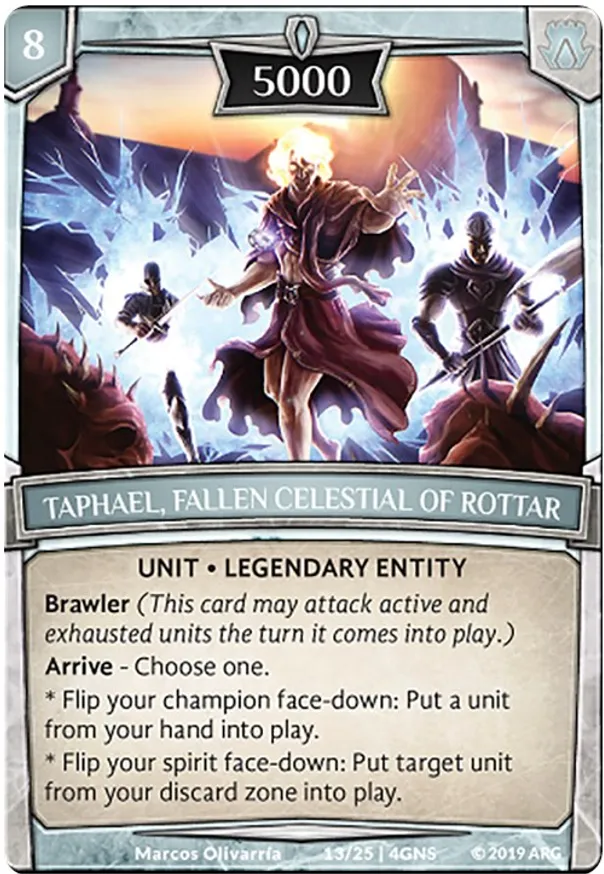 8
5000
TAPHAEL, FALLEN CELESTIAL OF ROTTAR
UNIT • LEGENDARY ENTITY
Brawler (This card may attack active and
exhausted units the turn it comes into play.)
Arrive - Choose one.
* Flip your champion face-down: Put a unit
from your hand into play.
* Flip your spirit face-down: Put target unit
from your discard zone into play.
Marcos Olivarría 13/25 | 4GNS © 2019 ARG